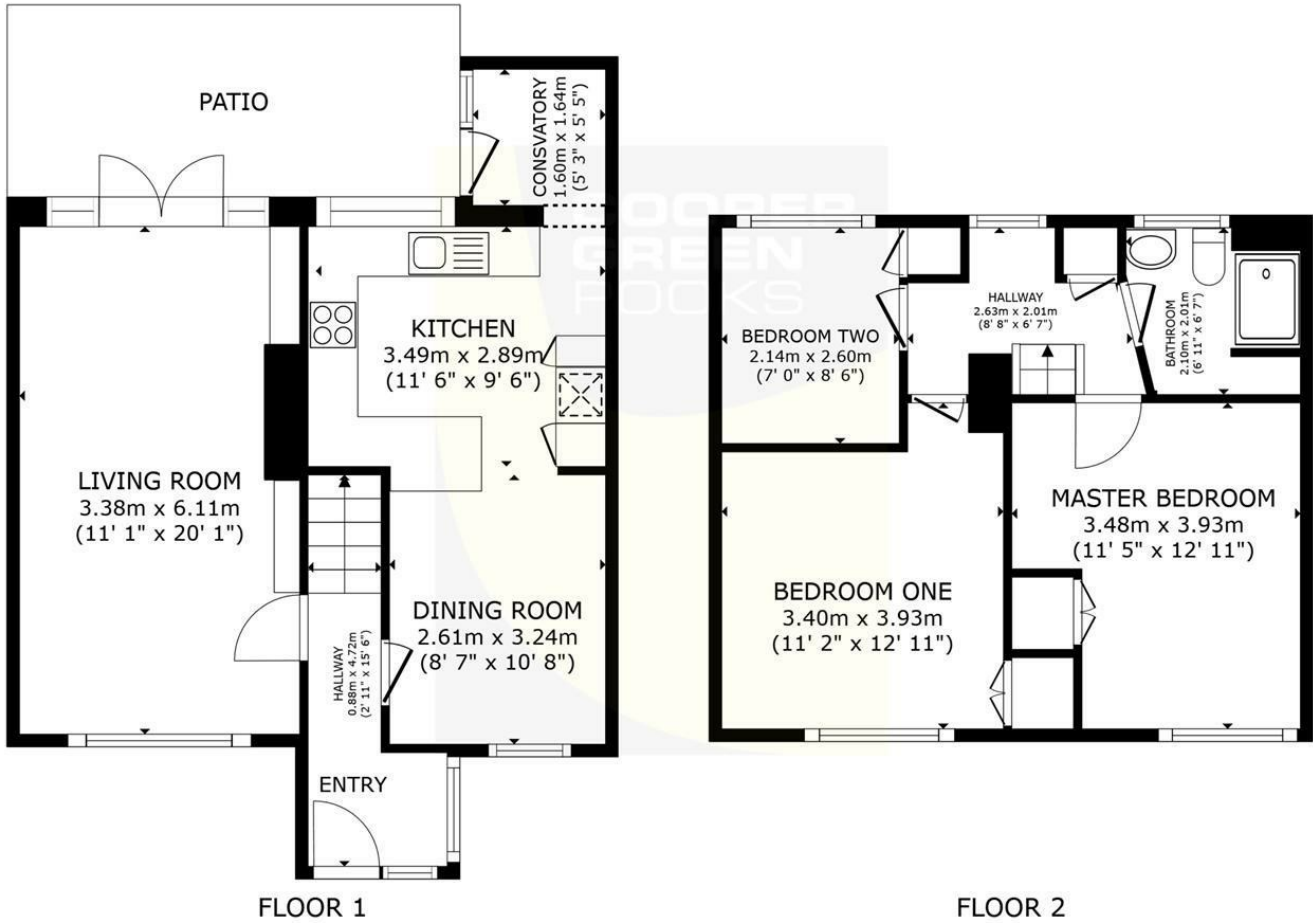 PATIO
CONSVATORY
1.60m x 1.64m
(5' 3" x 5' 5")
KITCHEN
3.49m x 2.89m
(11' 6" x 9' 6")
LIVING ROOM
3.38m x 6.11m
(11' 1" x 20' 1")
DINING ROOM
2.61m x 3.24m
(8' 7" x 10' 8")
HALLWAY
0.88m x 4.72m
(2' 11" x 15' 6")
ENTRY
FLOOR 1
COOPER
GREEN
POOKS
BEDROOM TWO
2.14m x 2.60m
(7' 0" x 8' 6")
HALLWAY
2.63m x 2.01m
(8' 8" x 6' 7")
BATHROOM
2.10m x 2.01m
(6' 11" x 6' 7")
MASTER BEDROOM
3.48m x 3.93m
(11' 5" x 12' 11")
BEDROOM ONE
3.40m x 3.93m
(11' 2" x 12' 11")
FLOOR 2